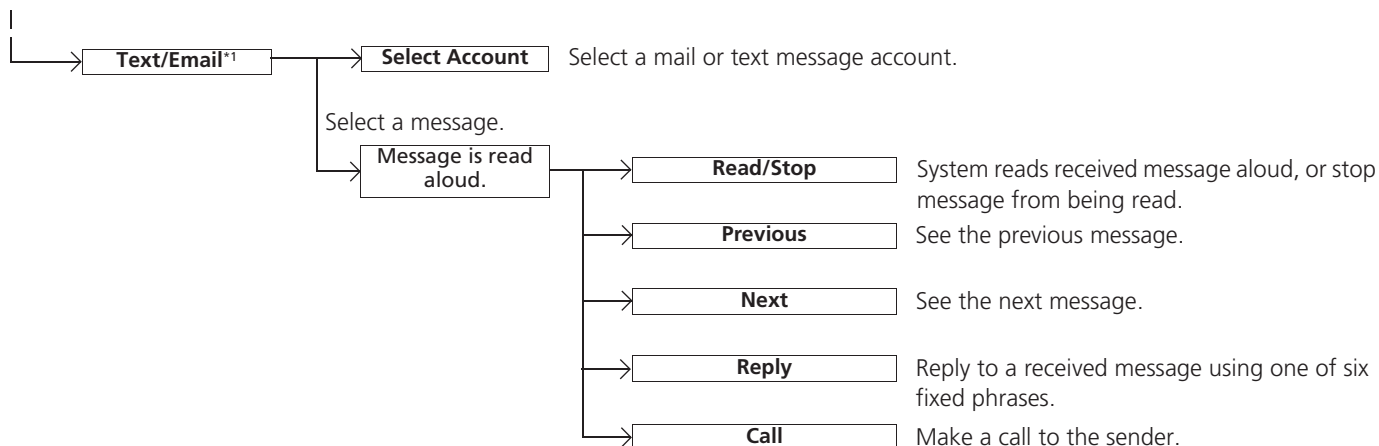 Text/Email*1
Select Account
Select a mail or text message account.
Select a message.
Message is read
aloud.
Read/Stop
System reads received message aloud, or stop
message from being read.
Previous
See the previous message.
Next
See the next message.
Reply
Reply to a received message using one of six
fixed phrases.
Call
Make a call to the sender.